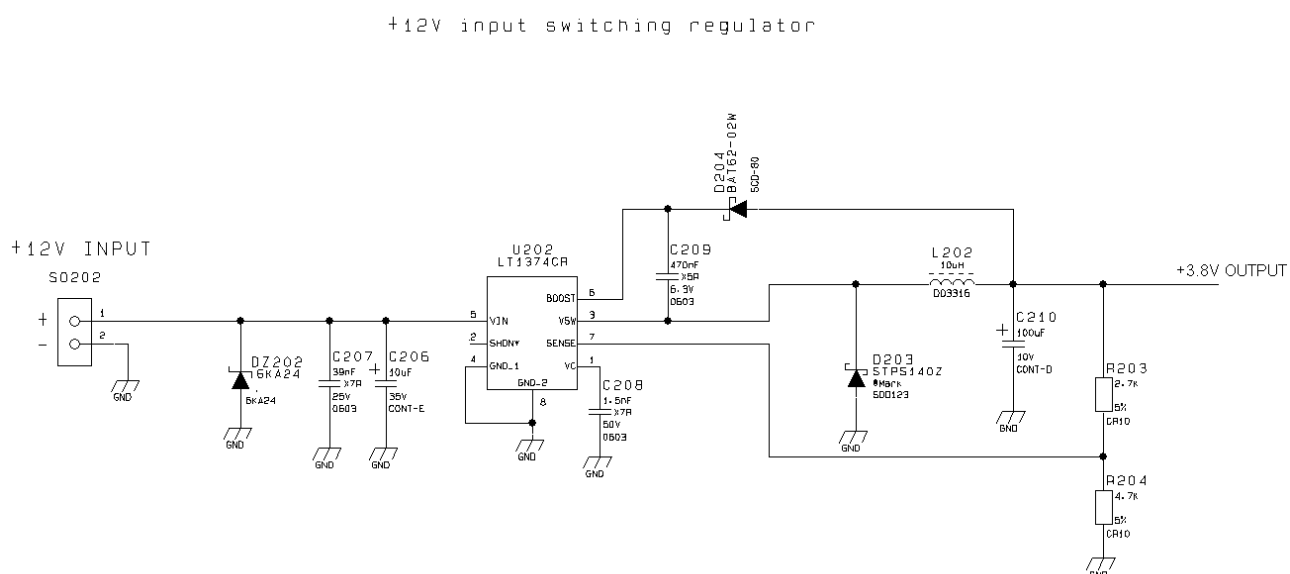 +12V input switching regulator
D204
BAT62-02W
SCD-80
+12V INPUT
SO202
+
-
1
2
DZ202
6KA24
6KA24
GND
C207
39nF
X7R
25V
0603
GND
C206
+
10uF
35V
CONT-E
GND
U202
LT1374CR
BOOST
6
5
VIN
VSW
3
2
SHDN*
SENSE
7
4
GND_1
VC
1
GND_2
8
GND
C208
1.5nF
X7R
50V
0603
GND
C209
470nF
X5R
6.3V
0603
D203
STPS140Z
*Mark
SOD123
GND
L202
10uH
DO3316
+3.8V OUTPUT
C210
+
100uF
10V
CONT-D
GND
R203
2.7K
5%
CR10
R204
4.7K
5%
CR10
GND